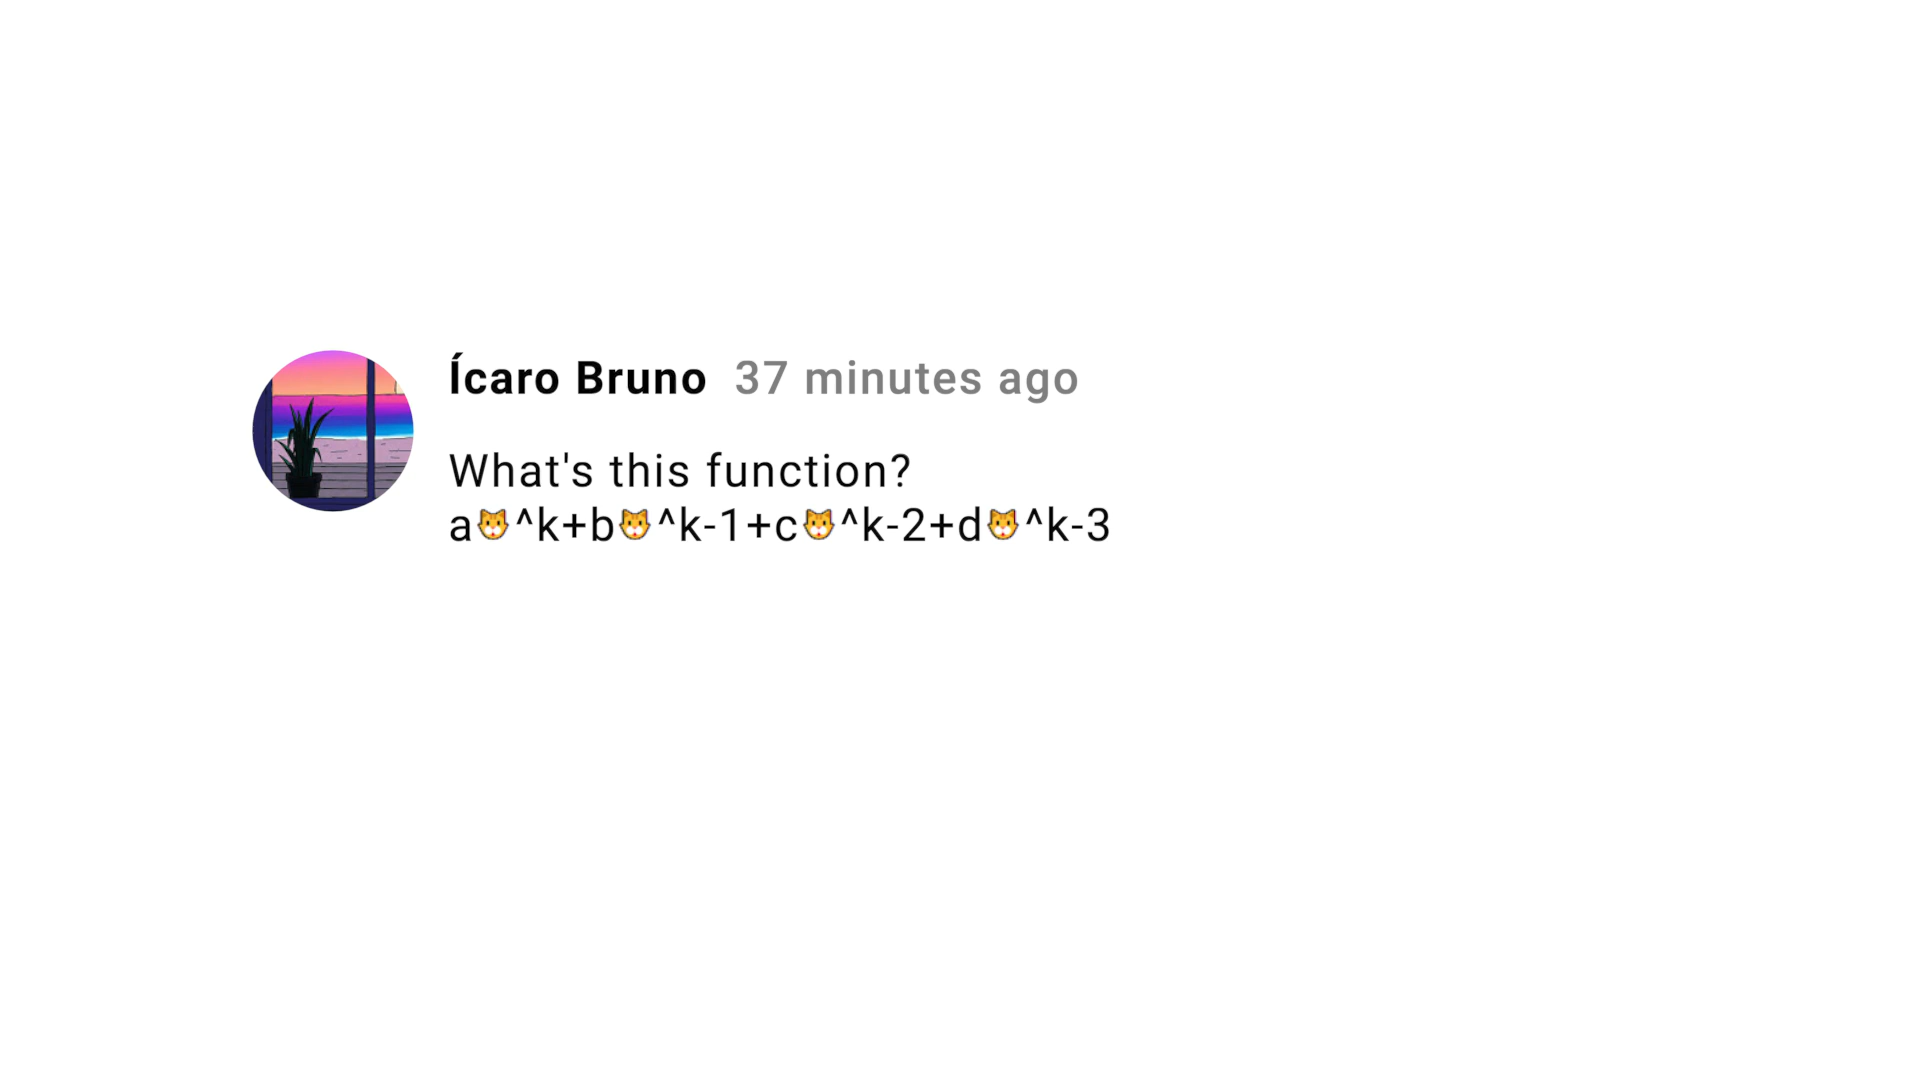 Ícaro Bruno 37 minutes ago
What's this function?
a🐱^k+b🐱^k-1+c🐱^k-2+d🐱^k-3